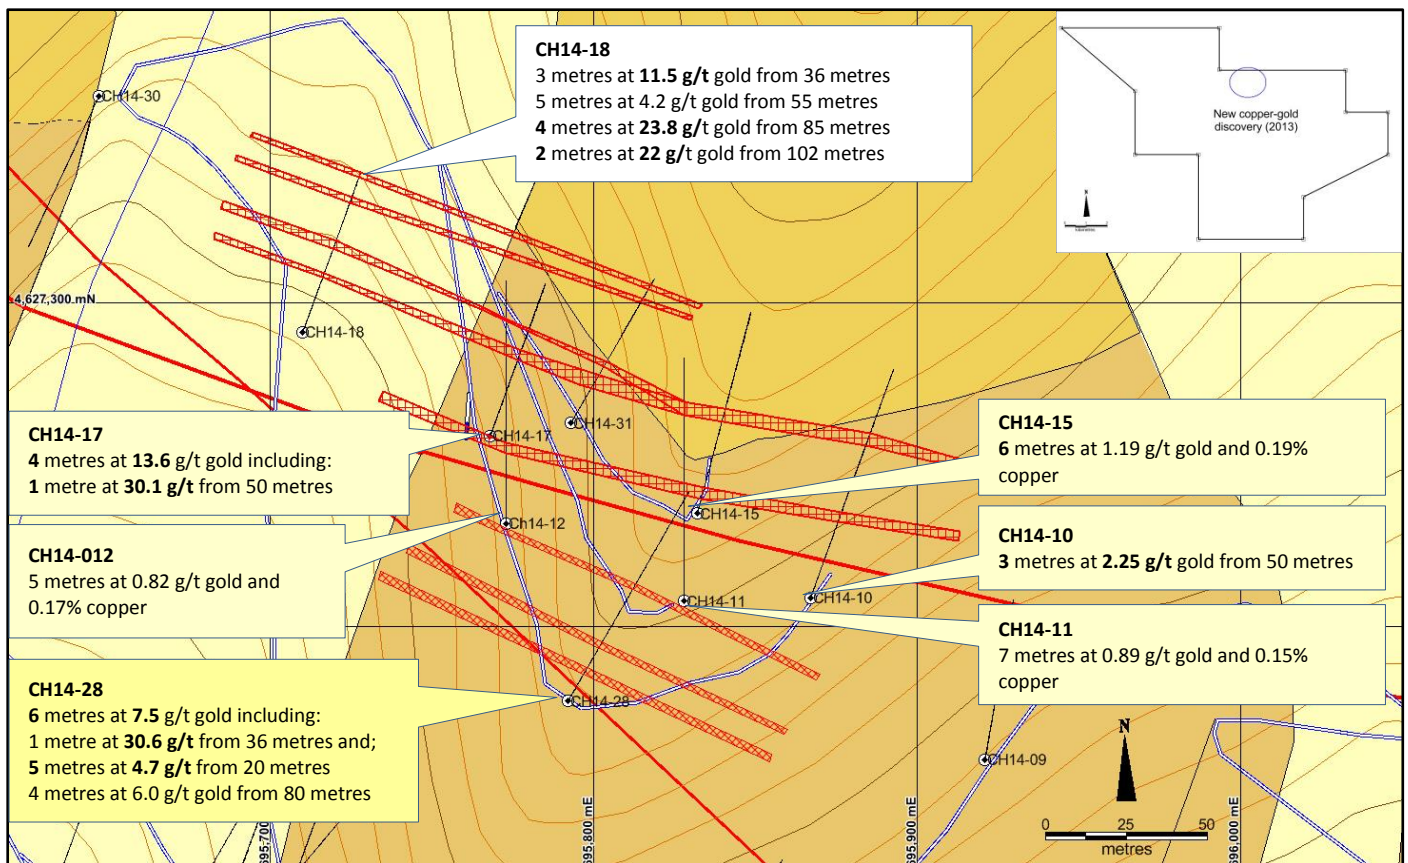 CH14-18
3 metres at 11.5 g/t gold from 36 metres
5 metres at 4.2 g/t gold from 55 metres
4 metres at 23.8 g/t gold from 85 metres
2 metres at 22 g/t gold from 102 metres
New copper-gold
discovery (2013)
N
CH14-30
4,627,300 mN
CH14-18
CH14-17
4 metres at 13.6 g/t gold including:
1 metre at 30.1 g/t from 50 metres
CH14-17
CH14-31
CH14-15
6 metres at 1.19 g/t gold and 0.19%
copper
CH14-15
Ch14-12
CH14-012
5 metres at 0.82 g/t gold and
0.17% copper
CH14-10
3 metres at 2.25 g/t gold from 50 metres
CH14-11
CH14-10
CH14-11
7 metres at 0.89 g/t gold and 0.15%
copper
CH14-28
6 metres at 7.5 g/t gold including:
1 metre at 30.6 g/t from 36 metres and;
5 metres at 4.7 g/t from 20 metres
4 metres at 6.0 g/t gold from 80 metres
CH14-28
CH14-09
N
0 25 50
metres
695,800 mE
695,900 mE
696,000 mE